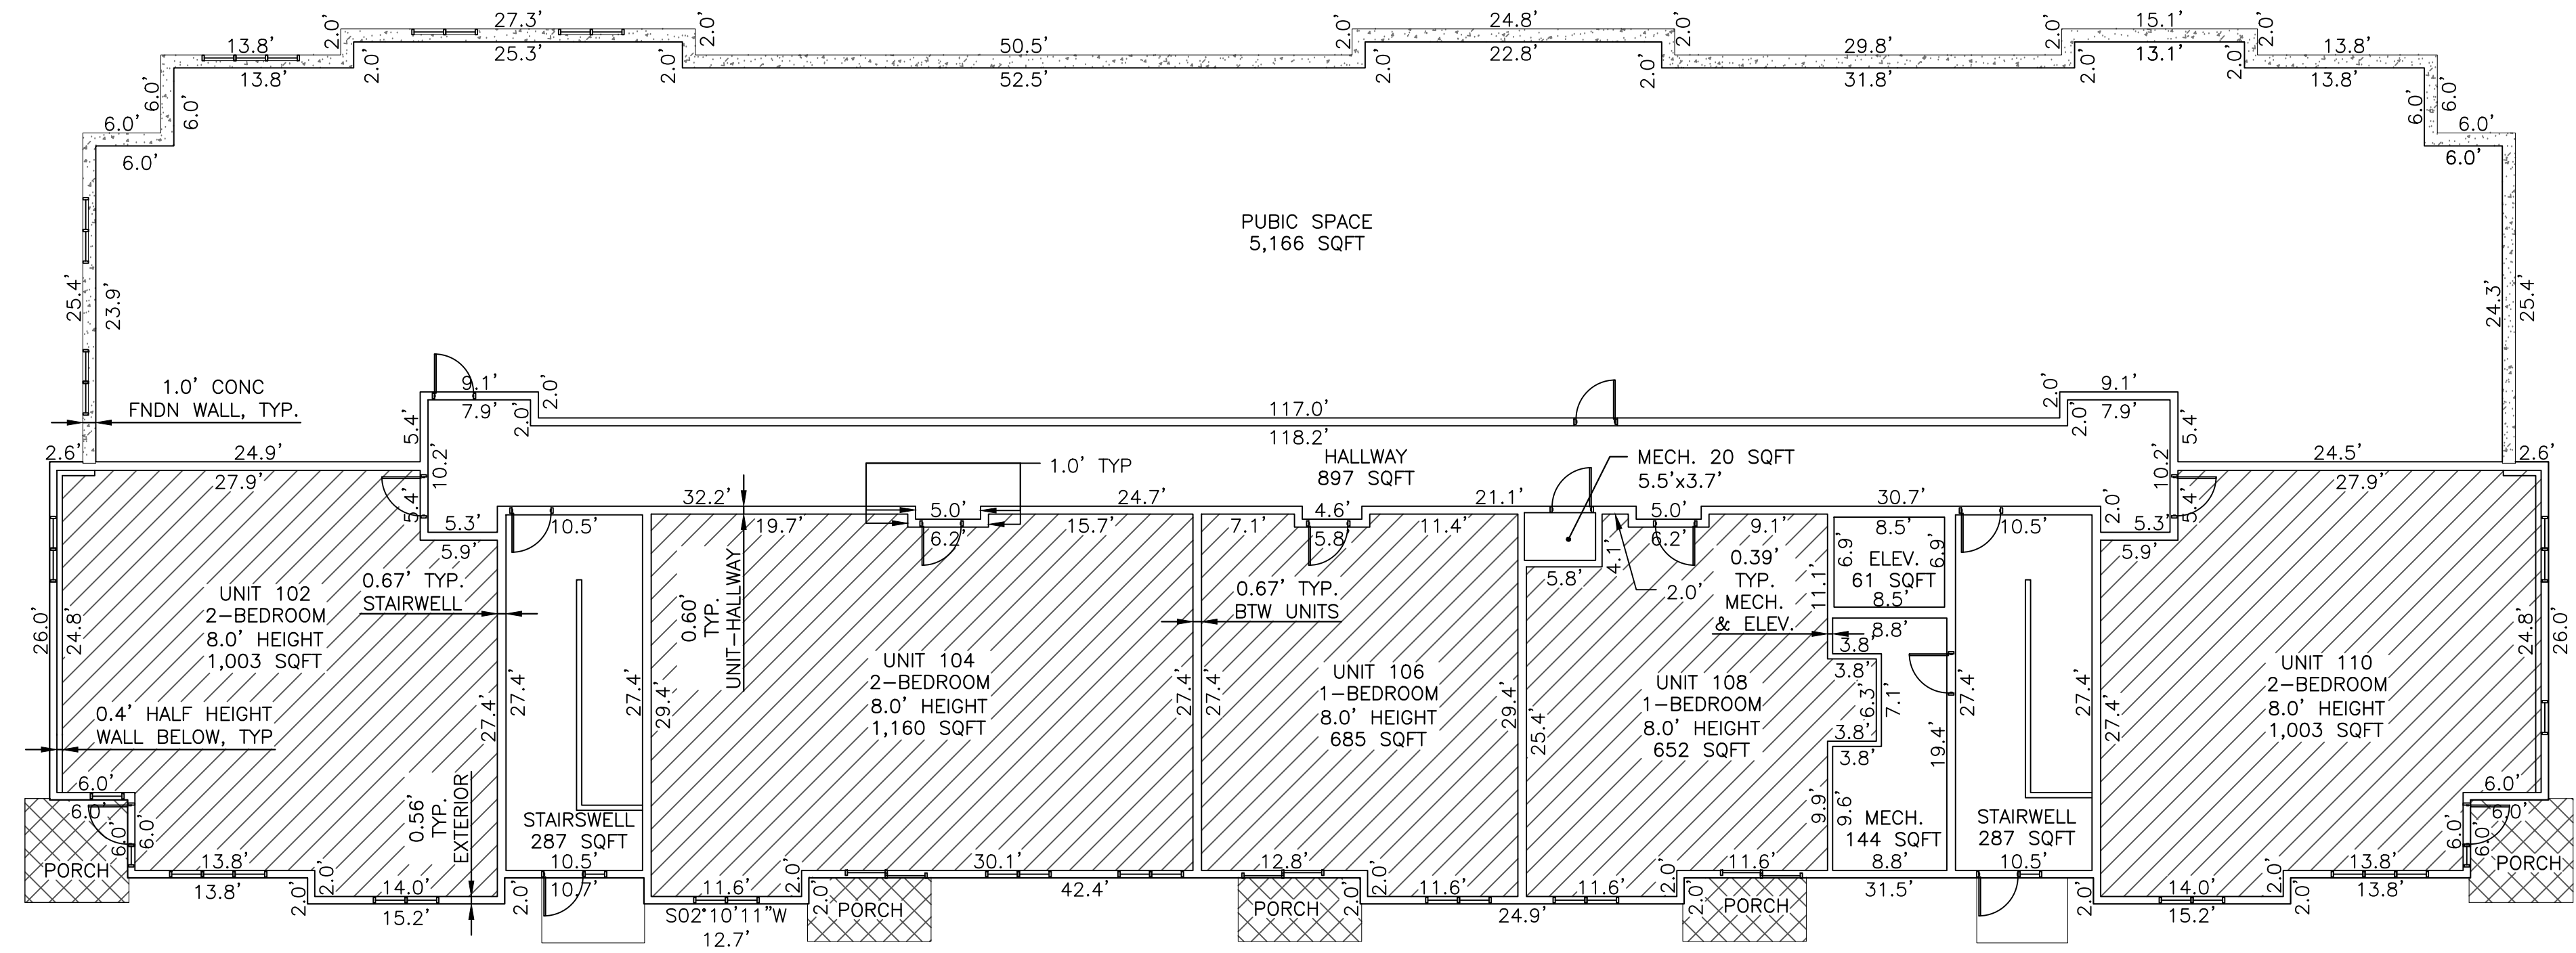 27.3'
2.0'
2.0'
13.8'
25.3'
2.0'
2.0'
13.8'
50.5'
52.5'
24.8'
2.0'
2.0'
22.8'
2.0'
2.0'
29.8'
31.8'
15.1'
2.0'
2.0'
13.1'
2.0'
2.0'
13.8'
13.8'
6.0'
6.0'
6.0'
6.0'
6.0'
6.0'
6.0'
6.0'
PUBIC SPACE
5,166 SQFT
25.4'
23.9'
24.3'
25.4'
1.0' CONC
FNDN WALL, TYP.
9.1'
7.9'
2.0'
2.0'
117.0'
118.2'
2.0'
2.0'
9.1'
7.9'
5.4'
5.4'
2.6'
24.9'
27.9'
10.2'
5.4'
5.3'
5.9'
HALLWAY
897 SQFT
1.0' TYP
MECH. 20 SQFT
5.5'x3.7'
24.5'
2.6'
27.9'
10.2'
5.4'
2.0'
5.3'
5.9'
10.5'
32.2'
19.7'
5.0'
6.2'
24.7'
15.7'
7.1'
4.6'
5.8'
21.1'
11.4'
5.0'
6.2'
30.7'
9.1'
8.5'
10.5'
4.1'
5.8'
2.0'
UNIT 102
2-BEDROOM
8.0' HEIGHT
1,003 SQFT
0.67' TYP.
STAIRWELL
0.60'
TYP.
UNIT-HALLWAY
0.67' TYP.
BTW UNITS
0.39'
TYP.
MECH.
& ELEV.
11.1'
6.9'
ELEV.
61 SQFT
6.9'
8.5'
8.8'
3.8'
3.8'
6.3'
7.1'
3.8'
3.8'
26.0'
24.8'
0.4' HALF HEIGHT
WALL BELOW, TYP
27.4'
27.4'
27.4'
29.4'
UNIT 104
2-BEDROOM
8.0' HEIGHT
1,160 SQFT
27.4'
27.4'
UNIT 106
1-BEDROOM
8.0' HEIGHT
685 SQFT
29.4'
25.4'
UNIT 108
1-BEDROOM
8.0' HEIGHT
652 SQFT
19.4'
27.4'
27.4'
27.4'
UNIT 110
2-BEDROOM
8.0' HEIGHT
1,003 SQFT
24.8'
26.0'
6.0'
6.0'
6.0'
6.0'
PORCH
0.56'
TYP.
EXTERIOR
STAIRSWELL
287 SQFT
9.9'
9.6'
MECH.
144 SQFT
STAIRWELL
287 SQFT
6.0'
6.0'
6.0'
6.0'
PORCH
13.8'
13.8'
2.0'
2.0'
14.0'
15.2'
2.0'
10.5'
10.7'
11.6'
S02°10'11"W
12.7'
2.0'
2.0'
PORCH
30.1'
42.4'
12.8'
PORCH
2.0'
2.0'
11.6'
24.9'
11.6'
2.0'
2.0'
11.6'
PORCH
8.8'
31.5'
10.5'
2.0'
14.0'
15.2'
2.0'
2.0'
13.8'
13.8'